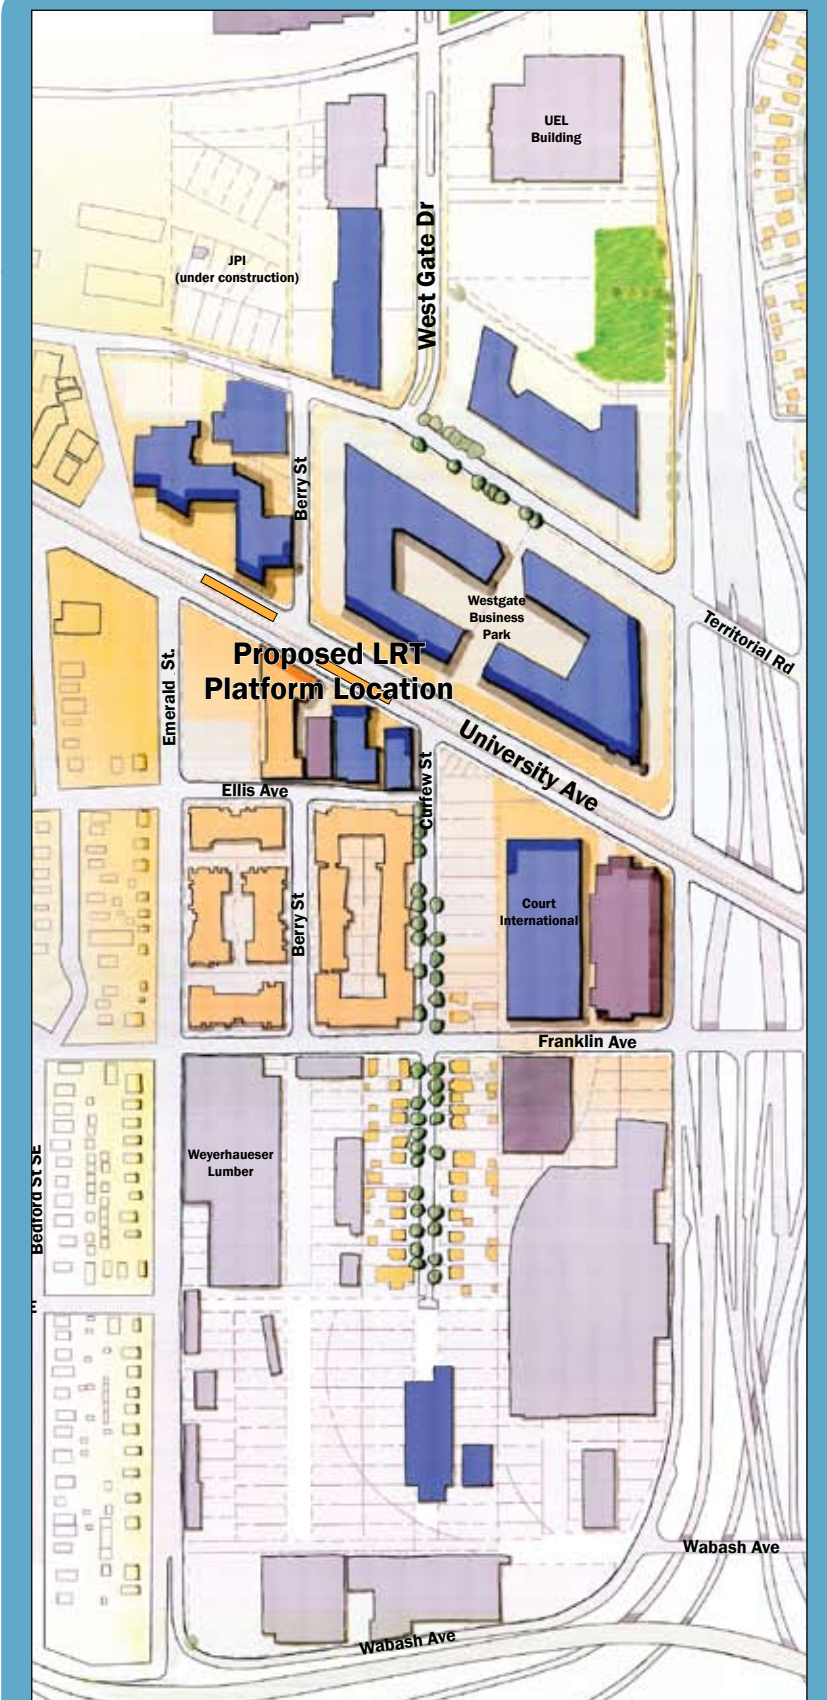 UEL
Building
West Gate Dr
JPI
(under construction)
Berry St
Westgate
Business
Park
Territorial Rd
Proposed LRT
Platform Location
Emerald St.
University Ave
Ellis Ave
Curfew St
Berry St
Court
International
Franklin Ave
Weyerhaueser
Lumber
Bedford St SE
Wabash Ave
Wabash Ave